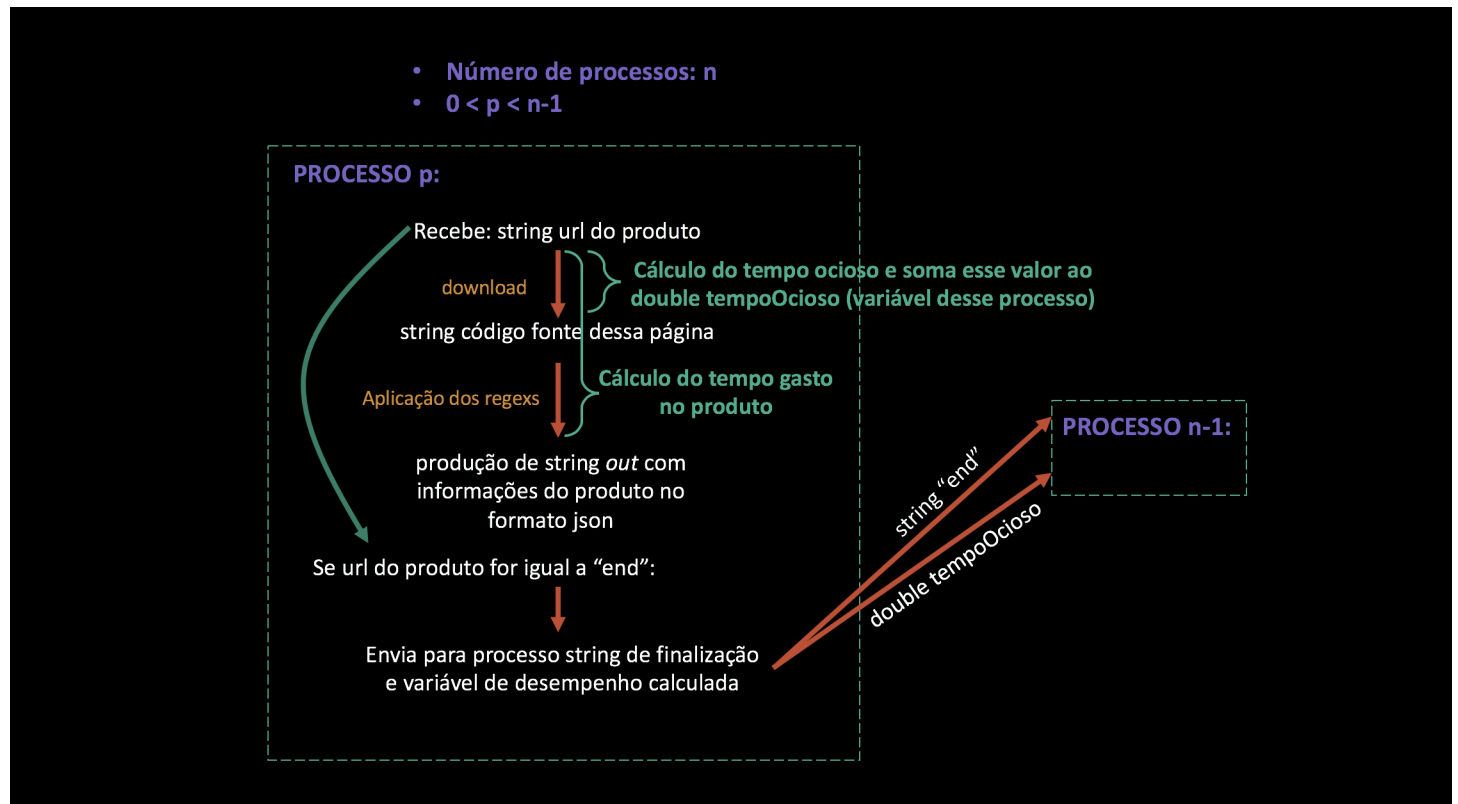 • Número de processos: n
• 0 < p < n-1
PROCESSO p:
Recebe: string url do produto
download
Cálculo do tempo ocioso e soma esse valor ao
double tempoOcioso (variável desse processo)
string código fonte dessa página
Aplicação dos regexs
Cálculo do tempo gasto
no produto
produção de string out com
informações do produto no
formato json
Se url do produto for igual a “end”:
Envia para processo string de finalização
e variável de desempenho calculada
string “end”
double tempoOcioso
PROCESSO n-1: